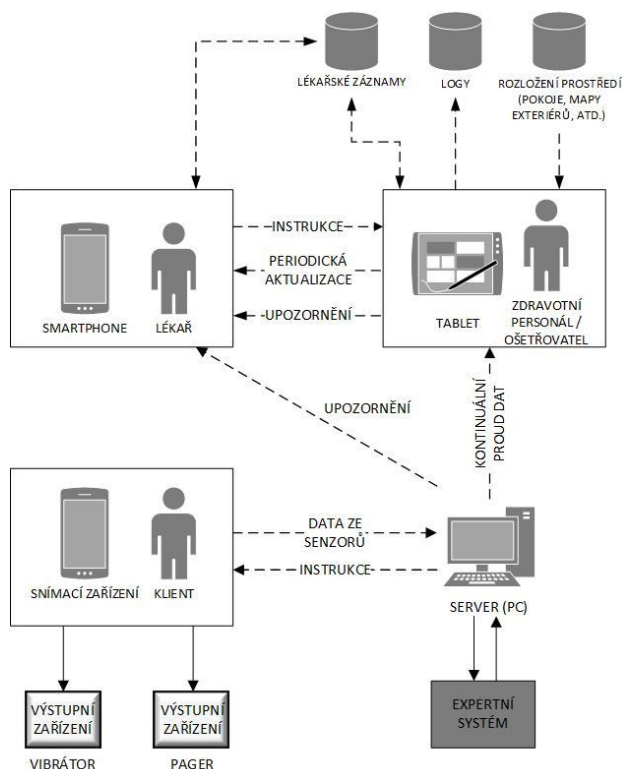 LÉKAŘSKÉ ZÁZNAMY
LOGY
ROZLOŽENÍ PROSTŘEDÍ
(POKOJE, MAPY
EXTERIÉRŮ, ATD.)
INSTRUKCE
PERIODICKÁ
AKTUALIZACE
UPOZORNĚNÍ
SMARTPHONE
LÉKAŘ
TABLET
ZDRAVOTNÍ
PERSONÁL /
OŠETŘOVATEL
UPOZORNĚNÍ
KONTINUÁLNÍ
PROUD DAT
DATA ZE
SENZORŮ
INSTRUKCE
SNÍMACÍ ZAŘÍZENÍ
KLIENT
SERVER (PC)
VÝSTUPNÍ
ZAŘÍZENÍ
VIBRÁTOR
VÝSTUPNÍ
ZAŘÍZENÍ
PAGER
EXPERTNÍ
SYSTÉM